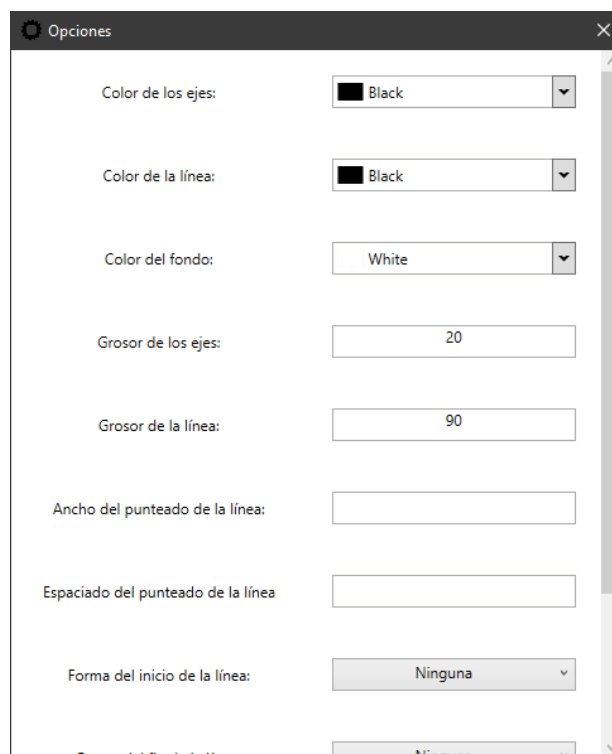 Opciones
Color de los ejes: Black
Color de la línea: Black
Color del fondo: White
Grosor de los ejes: 20
Grosor de la línea: 90
Ancho del punteado de la línea:
Espaciado del punteado de la línea
Forma del inicio de la línea: Ninguna